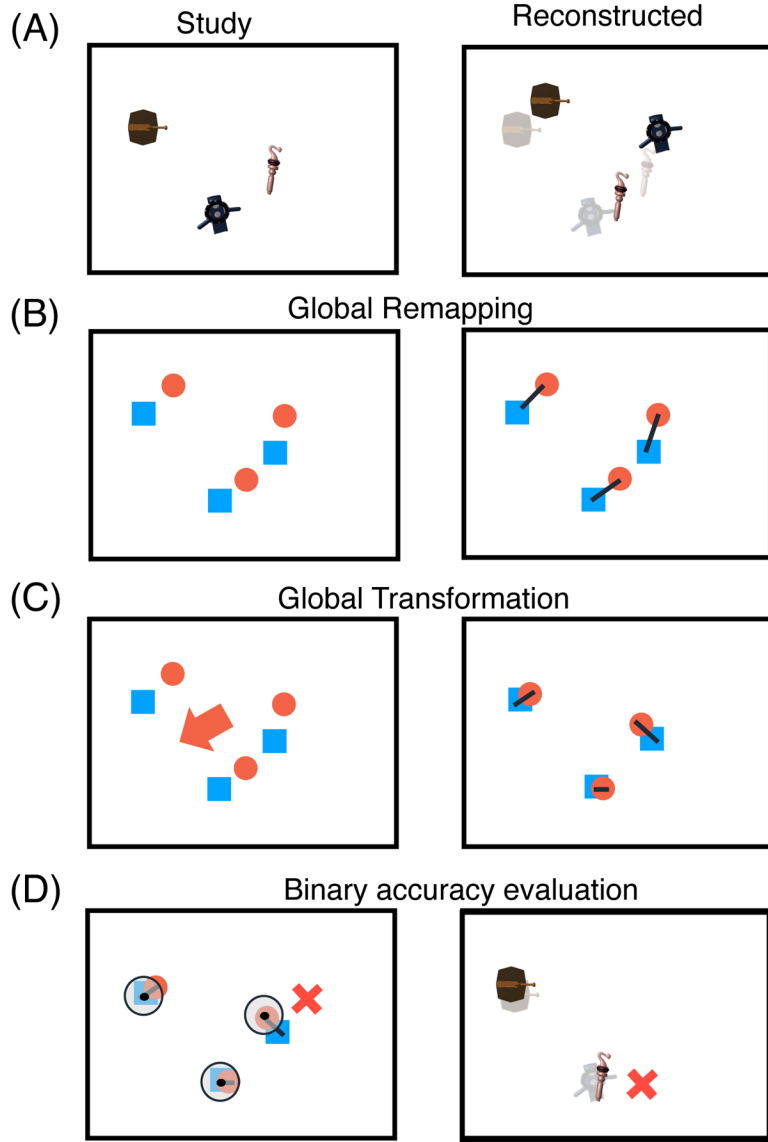 (A)
Study
Reconstructed
(B)
Global Remapping
(C)
Global Transformation
(D)
Binary accuracy evaluation